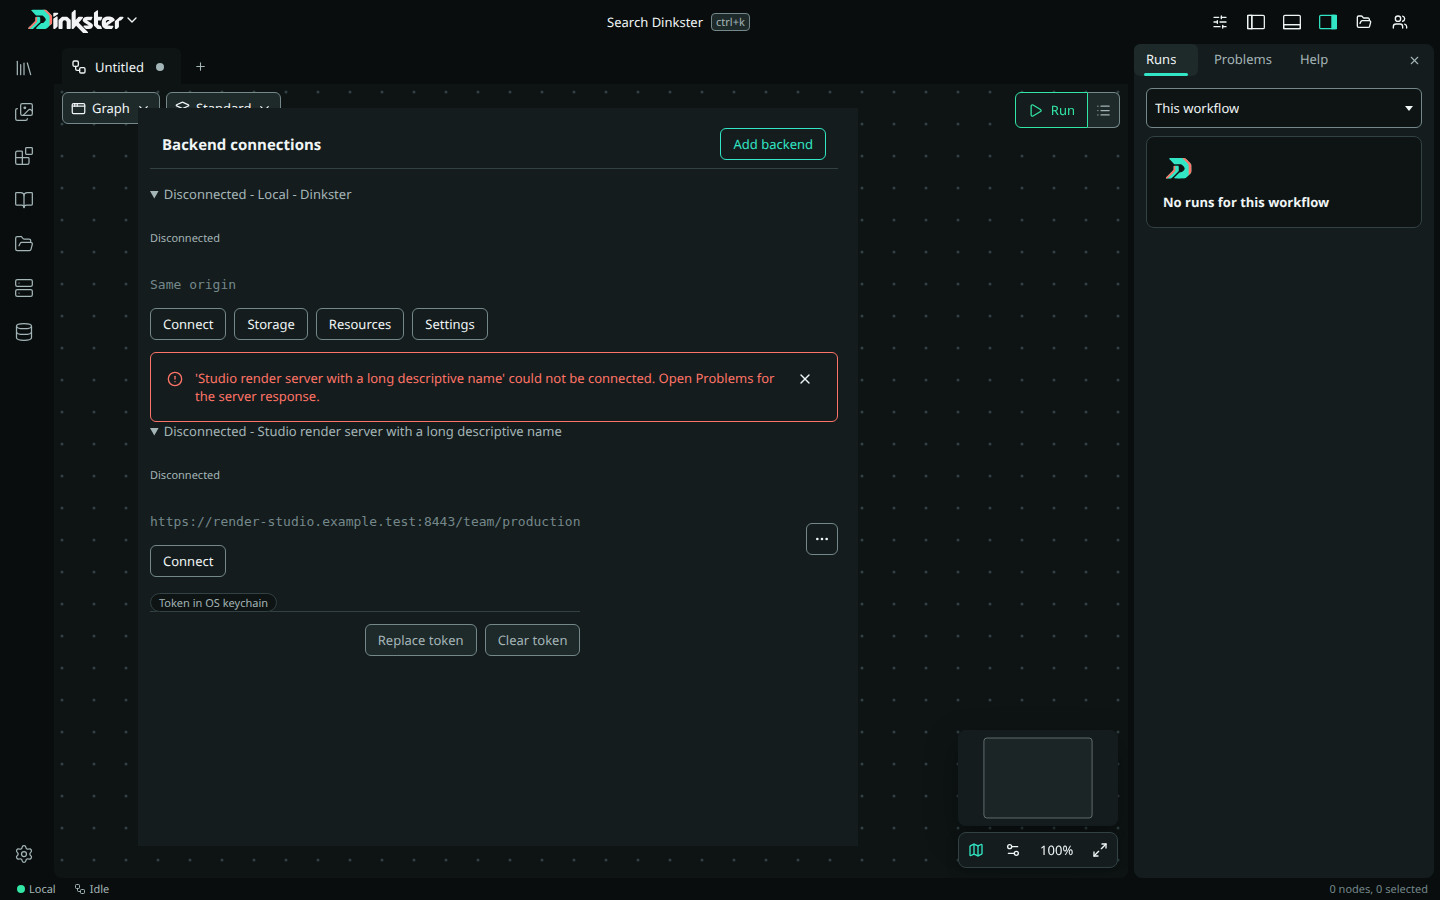 Dinkster
Search Dinkster ctrl+k
Untitled
Graph Standard
Run
Backend connections
Add backend
Disconnected - Local - Dinkster
Disconnected
Same origin
Connect Storage Resources Settings
'Studio render server with a long descriptive name' could not be connected. Open Problems for
the server response.
Disconnected - Studio render server with a long descriptive name
Disconnected
https://render-studio.example.test:8443/team/production
Connect
Token in OS keychain
Replace token Clear token
100%
Runs Problems Help
This workflow
No runs for this workflow
Local Idle
0 nodes, 0 selected